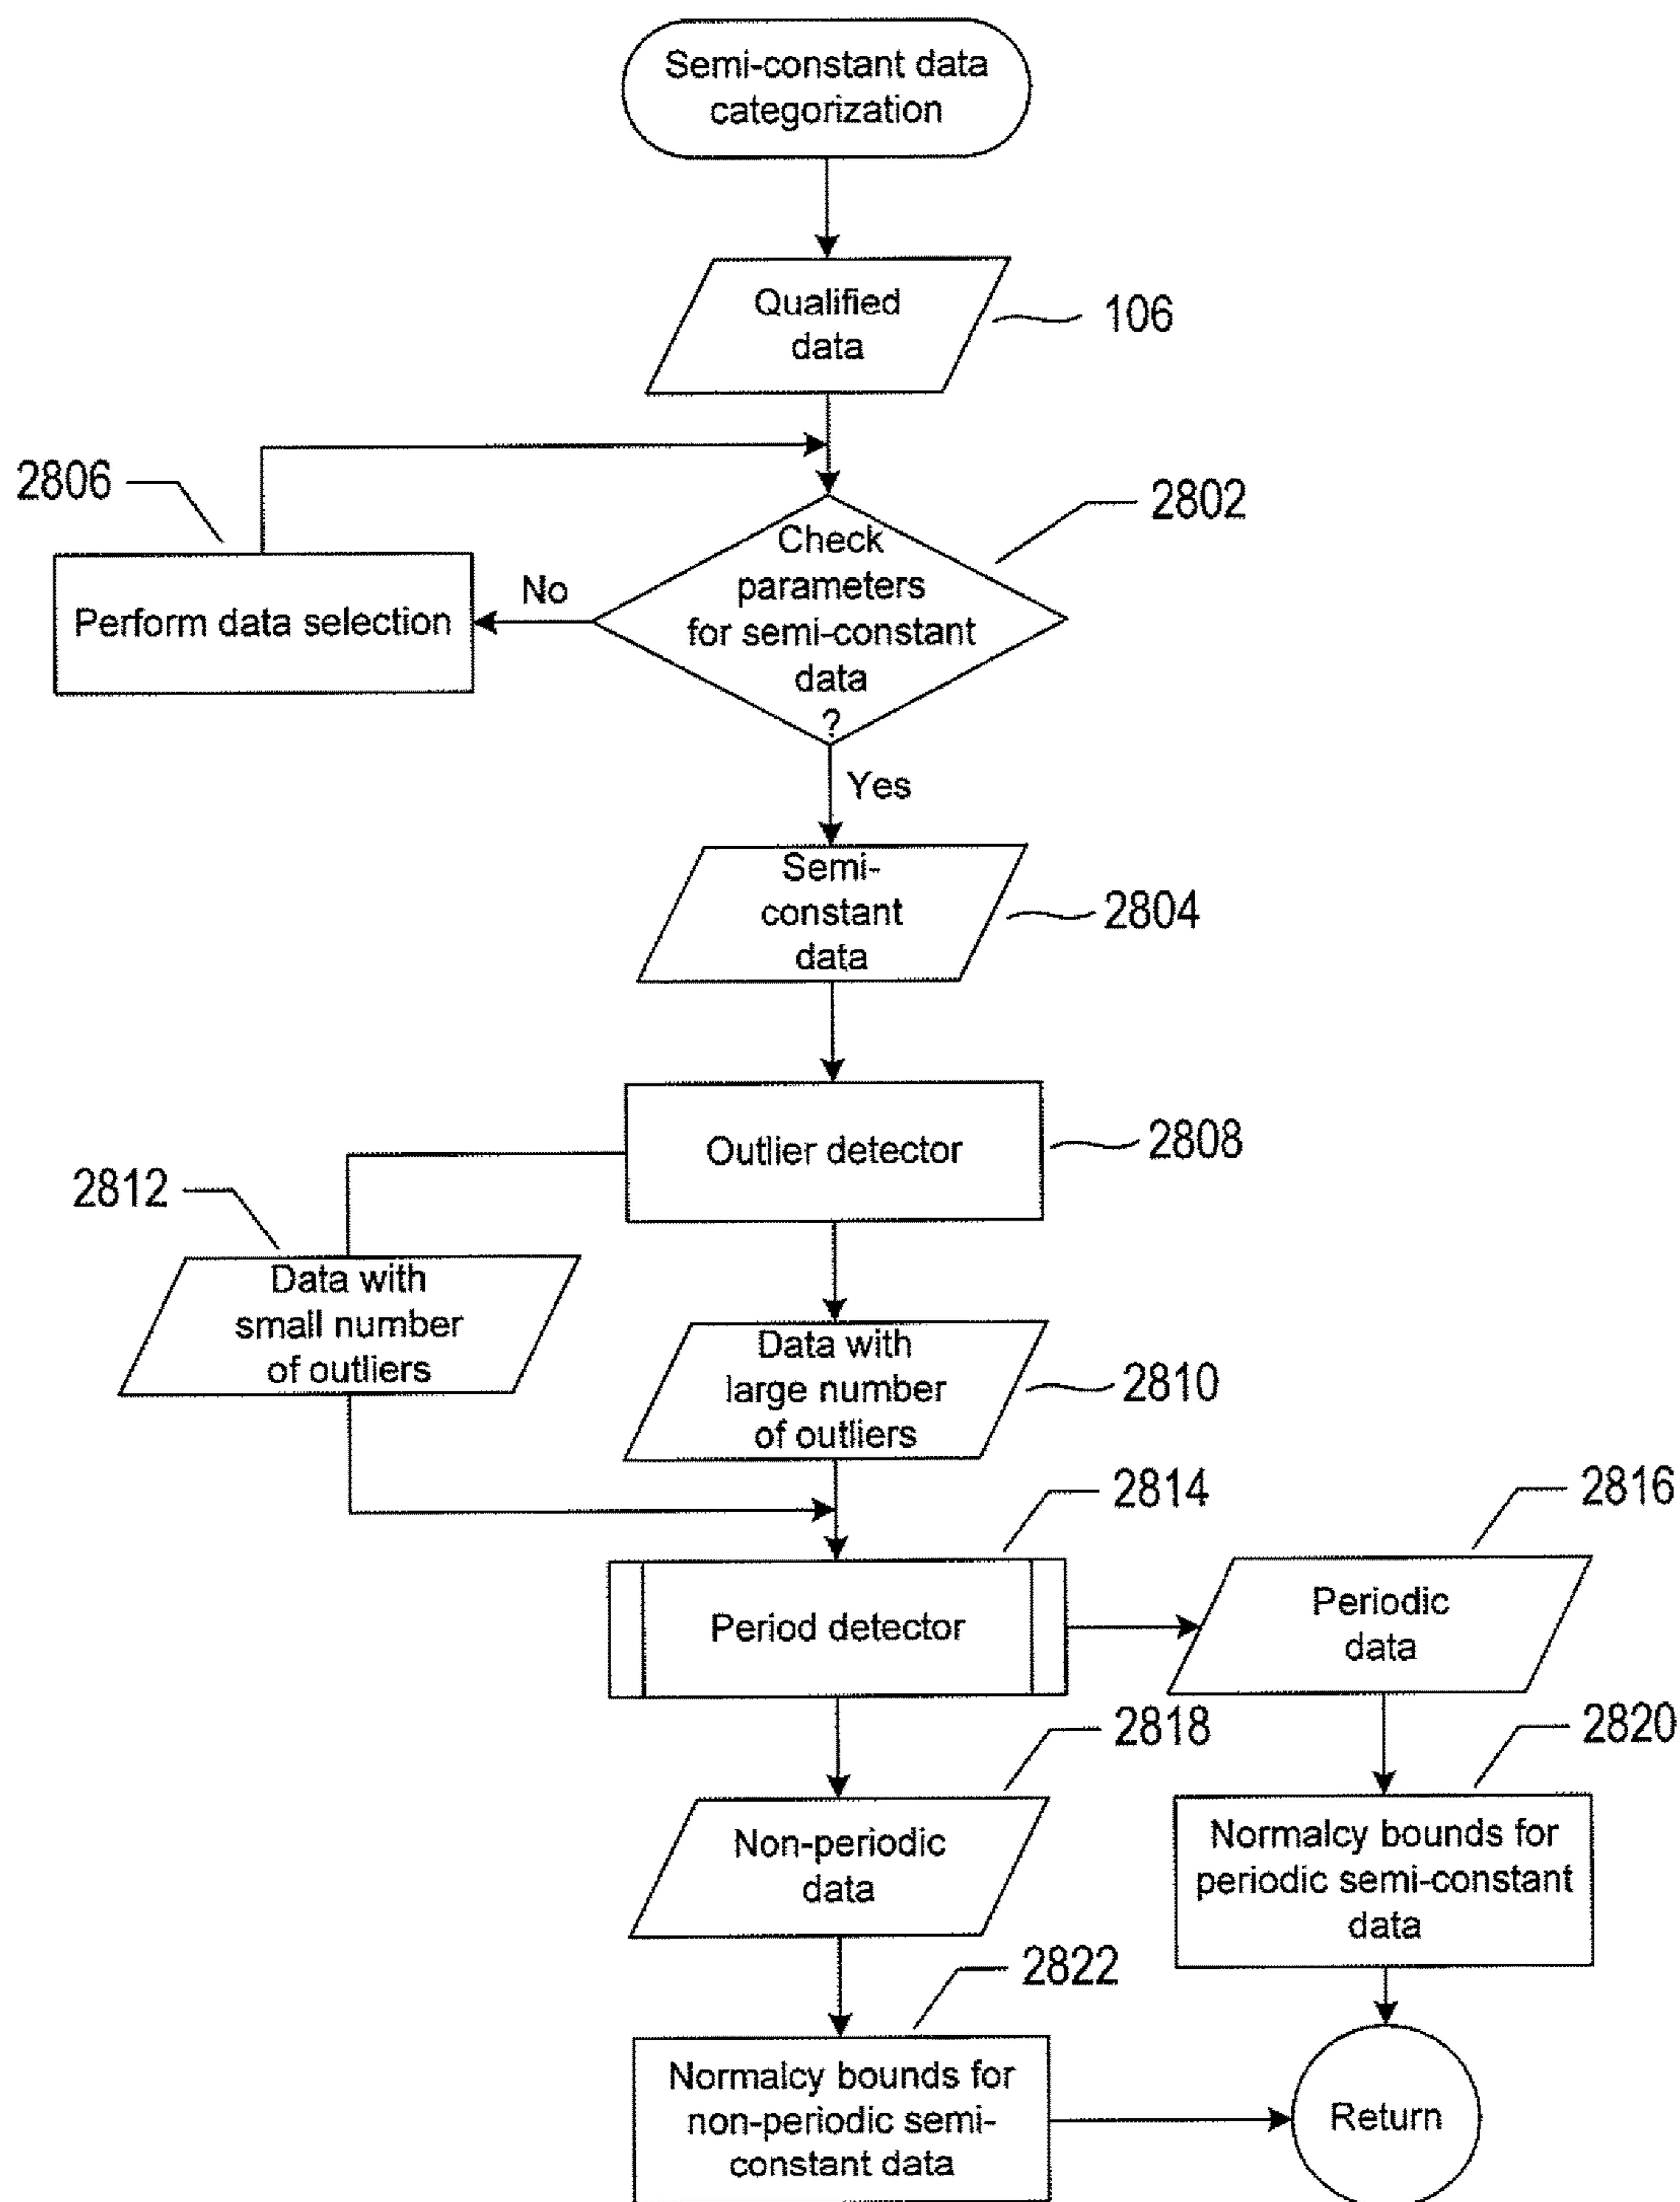 Semi-constant data
categorization
Qualified
data
106
2806
2802
Check
parameters
for semi-constant
data
?
No
Perform data selection
Yes
Semi-
constant
data
2804
Outlier detector
2808
2812
Data with
small number
of outliers
Data with
large number
of outliers
2810
2814
2816
Period detector
Periodic
data
2818
2820
Non-periodic
data
Normalcy bounds for
periodic semi-constant
data
2822
Normalcy bounds for
non-periodic semi-
constant data
Return